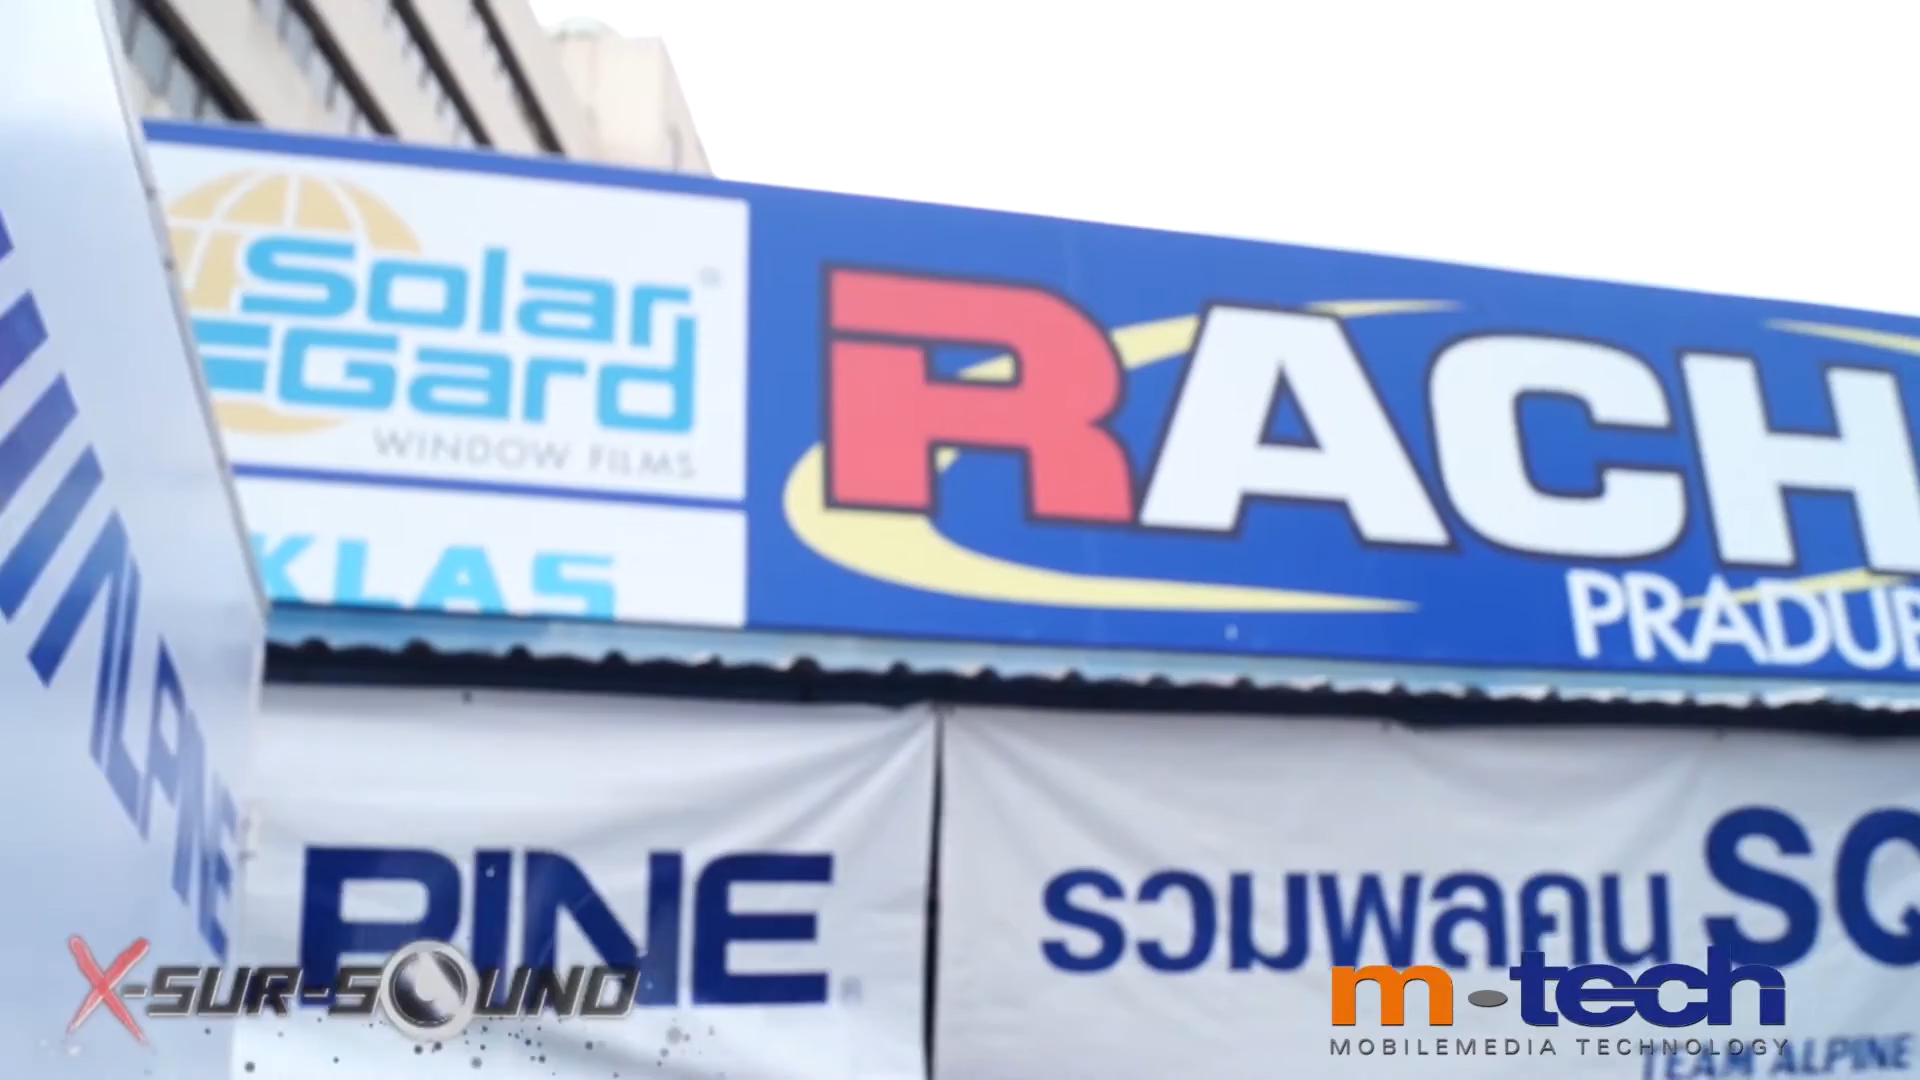 Solar
Gard
WINDOW FILMS
KLAS
RACH
PRADUB
ALPINE
PINE
รวมพลคน SQ
TEAM ALPINE
X-SUR-SOUND
m·tech
MOBILEMEDIA TECHNOLOGY